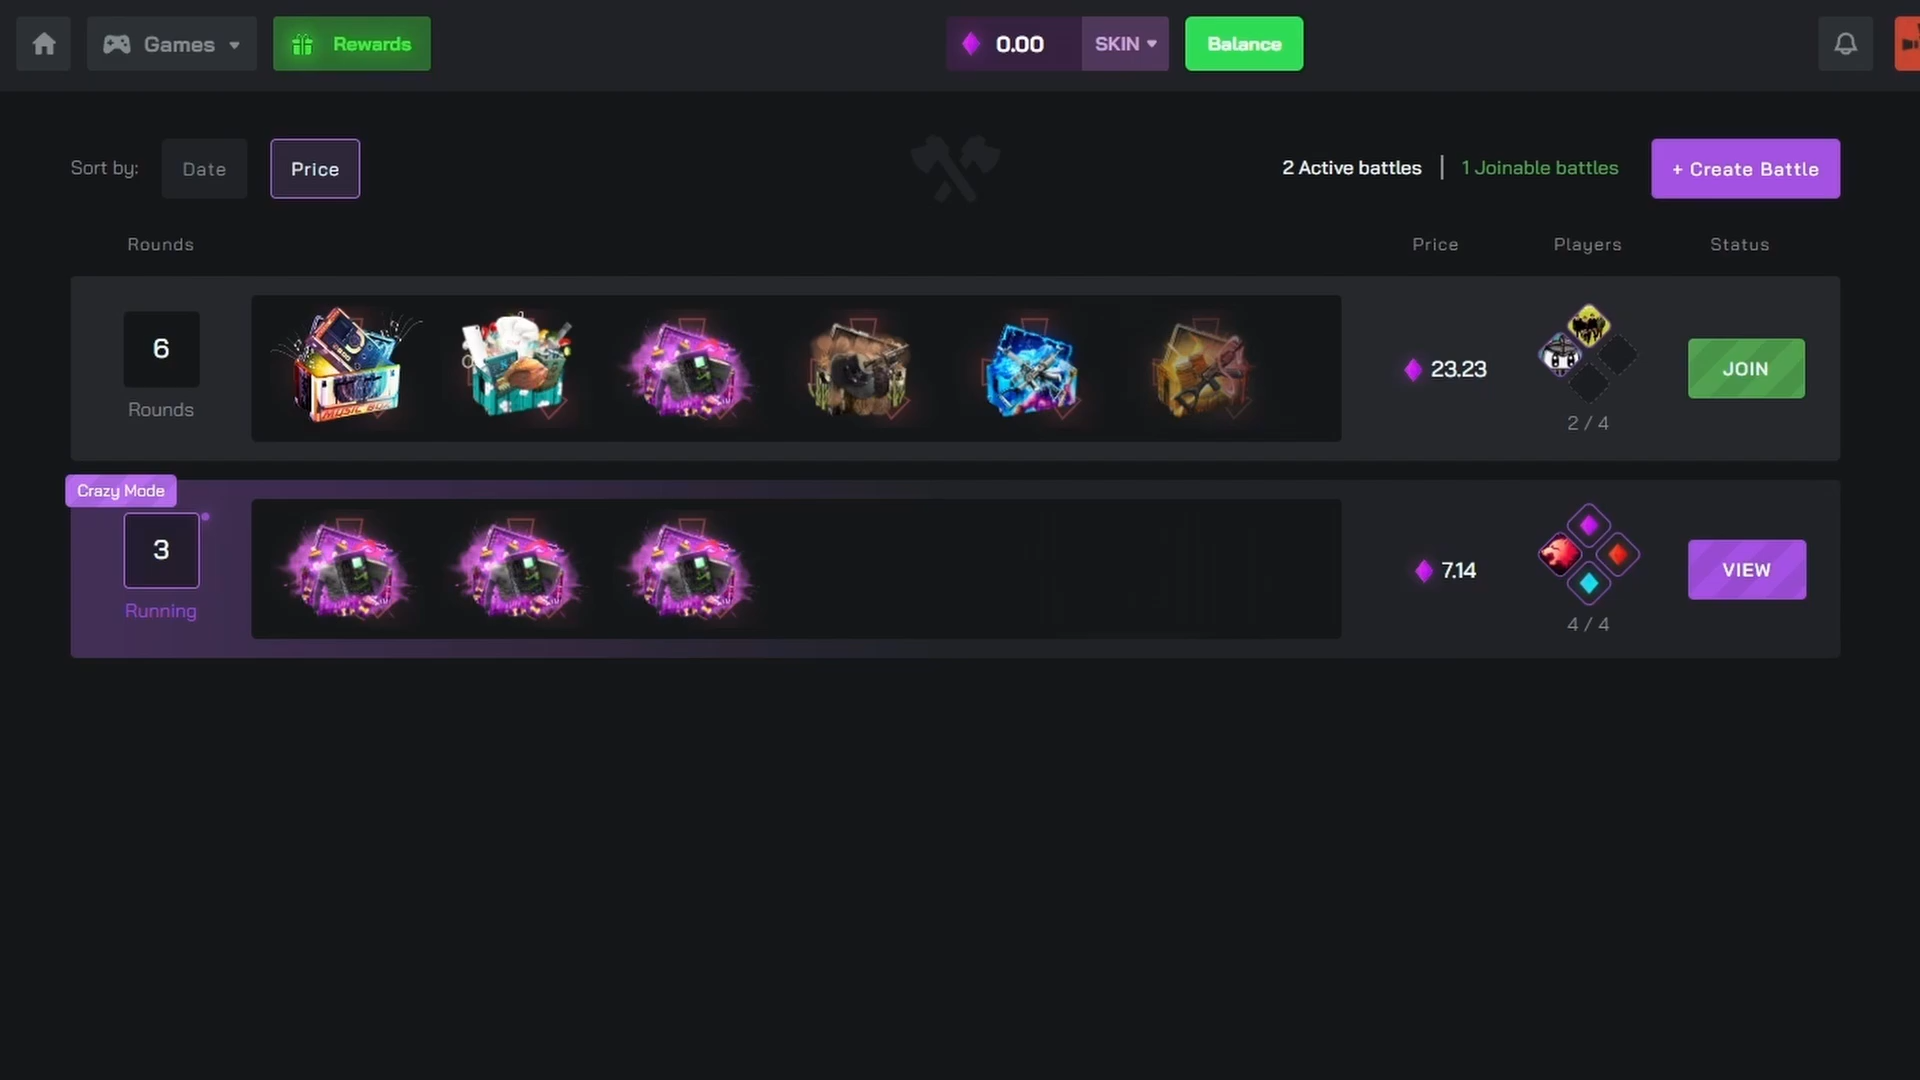 Games
Rewards
0.00
SKIN
Balance
Sort by:
Date
Price
2 Active battles
1 Joinable battles
+ Create Battle
Rounds
Price
Players
Status
6
Rounds
MUSIC BOX
23.23
2 / 4
JOIN
Crazy Mode
3
Running
7.14
4 / 4
VIEW